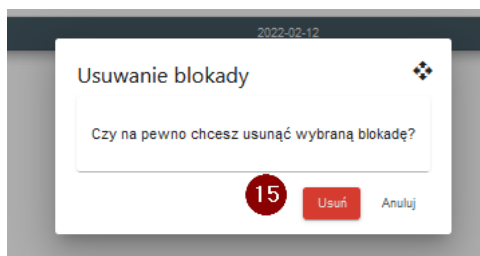 2022-02-12
Usuwanie blokady
Czy na pewno chcesz usunąć wybraną blokadę?
15
Usuń
Anuluj